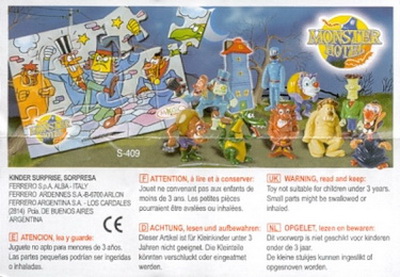 MONSTER
HOTEL
MONSTER
HOTEL
S-409
KINDER SURPRISE, SORPRESA
FERRERO S.p.A. ALBA - ITALY
FERRERO ARDENNES S.A.-B-6700 ARLON
FERRERO ARGENTINA S.A. - LOS CARDALES
(2814) Pcia. DE BUENOS AIRES
ARGENTINA
CE
E ATENCION, lea y guarde:
Juguete no apto para menores de 3 años.
Las partes pequeñas podrían ser ingeridas
o inhaladas.
F ATTENTION, à lire et à conserver:
Jouet ne convenant pas aux enfants de
moins de 3 ans. Les petites pièces
pourraient être avalées ou inhalées.
D ACHTUNG, lesen und aufbewahren:
Dieser Artikel ist für Kleinkinder unter 3
Jahren nicht geeignet. Die Kleinteile
könnten verschluckt oder eingeatmet
werden.
UK WARNING, read and keep:
Toy not suitable for children under 3 years.
Small parts might be swallowed or
inhaled.
NL OPGELET, lezen en bewaren:
Dit voorwerp is niet geschikt voor kinderen
onder de 3 jaar.
De kleine stukjes kunnen ingeslikt of
opgezogen worden.